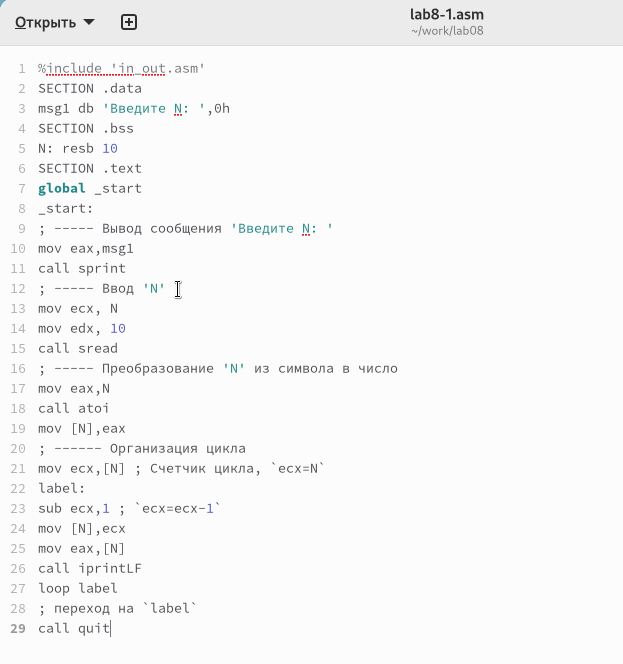 Открыть
lab8-1.asm
~/work/lab08
1 %include 'in_out.asm'
2 SECTION .data
3 msg1 db 'Введите N: ',0h
4 SECTION .bss
5 N: resb 10
6 SECTION .text
7 global _start
8 _start:
9 ; ----- Вывод сообщения 'Введите N: '
10 mov eax,msg1
11 call sprint
12 ; ----- Ввод 'N'
13 mov ecx, N
14 mov edx, 10
15 call sread
16 ; ----- Преобразование 'N' из символа в число
17 mov eax,N
18 call atoi
19 mov [N],eax
20 ; ------ Организация цикла
21 mov ecx,[N] ; Счетчик цикла, `ecx=N`
22 label:
23 sub ecx,1 ; `ecx=ecx-1`
24 mov [N],ecx
25 mov eax,[N]
26 call iprintLF
27 loop label
28 ; переход на `label`
29 call quit